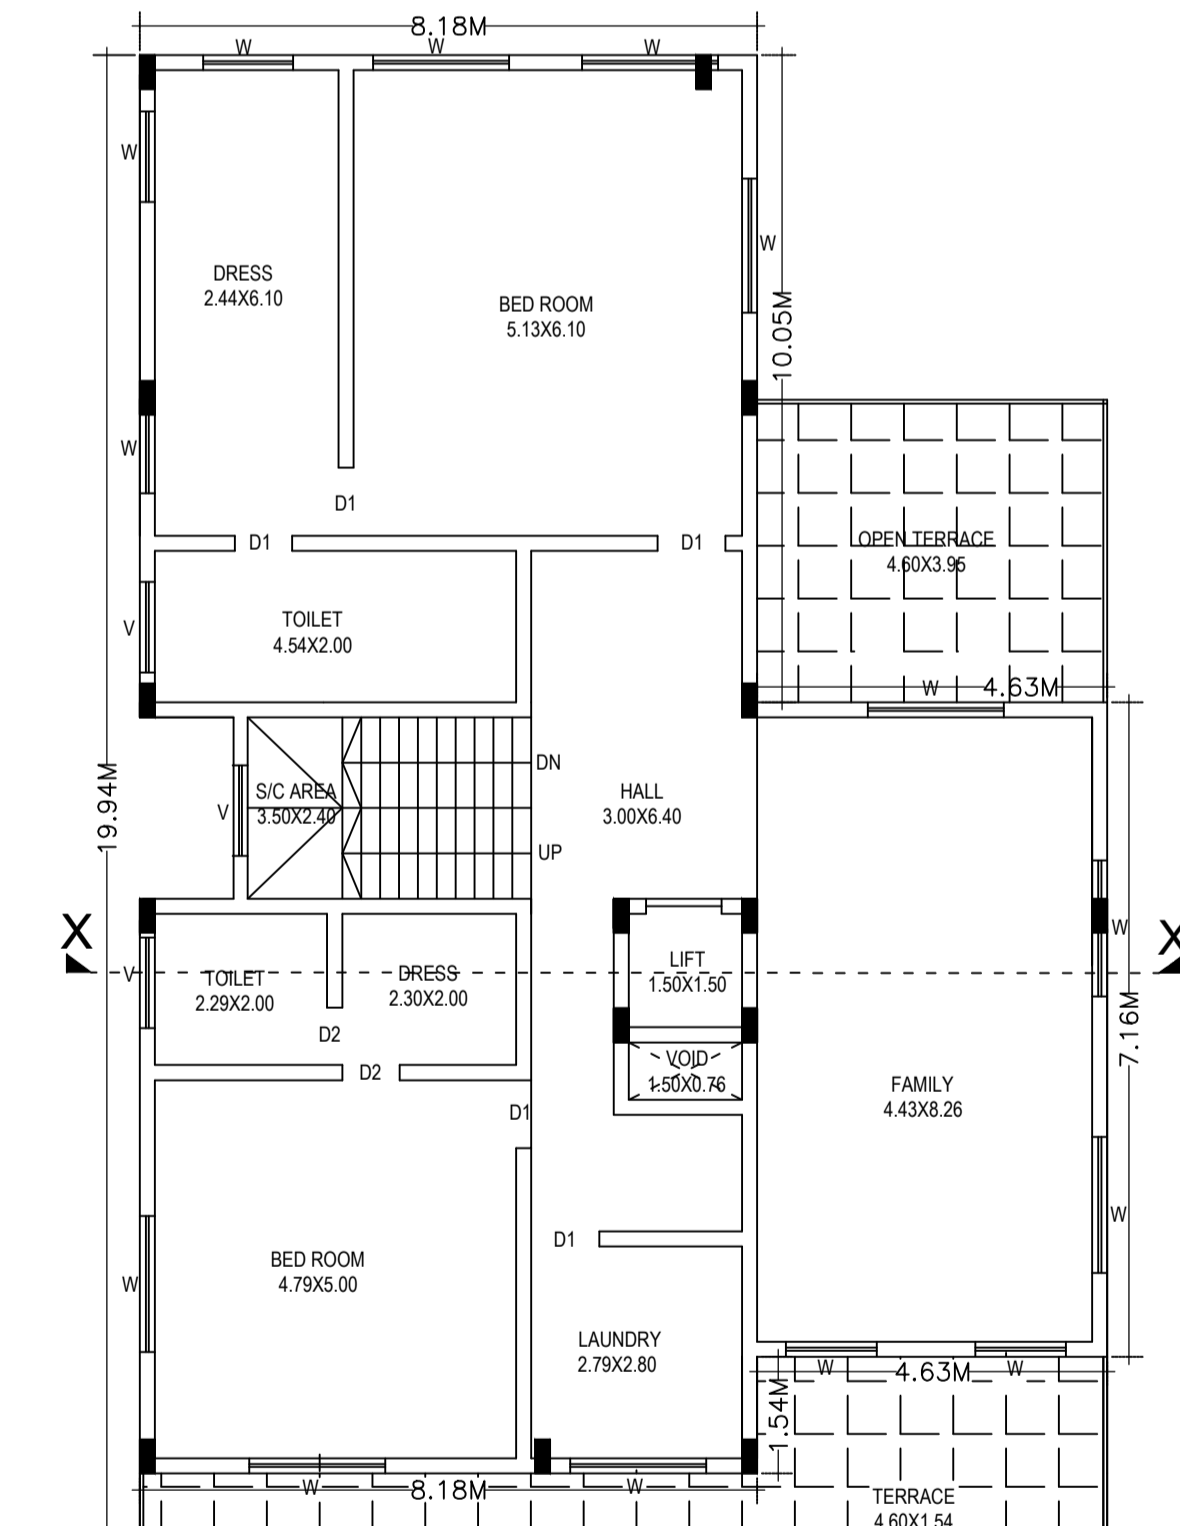 8.18M
W
W
W
W
DRESS
2.44X6.10
BED ROOM
5.13X6.10
W
10.05M
W
D1
D1
D1
OPEN TERRACE
4.60X3.95
TOILET
4.54X2.00
V
W
4.63M
19.94M
DN
S/C AREA
3.50X2.40
V
HALL
3.00X6.40
UP
X
X
W
V
TOILET
2.29X2.00
DRESS
2.30X2.00
LIFT
1.50X1.50
D2
7.16M
D2
VOID
1.50X0.76
FAMILY
4.43X8.26
D1
W
D1
BED ROOM
4.79X5.00
W
LAUNDRY
2.79X2.80
W
4.63M
W
1.54M
W
8.18M
W
TERRACE
4.60X1.54